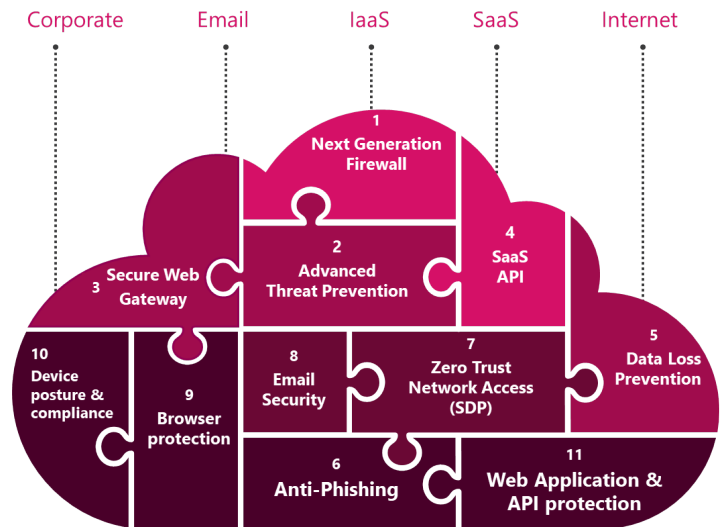 Corporate
Email
IaaS
SaaS
Internet
1
Next Generation
Firewall
2
Advanced
Threat Prevention
3
Secure Web
Gateway
4
SaaS
API
5
Data Loss
Prevention
10
Device
posture &
compliance
9
Browser
protection
8
Email
Security
7
Zero Trust
Network Access
(SDP)
6
Anti-Phishing
11
Web Application &
API protection